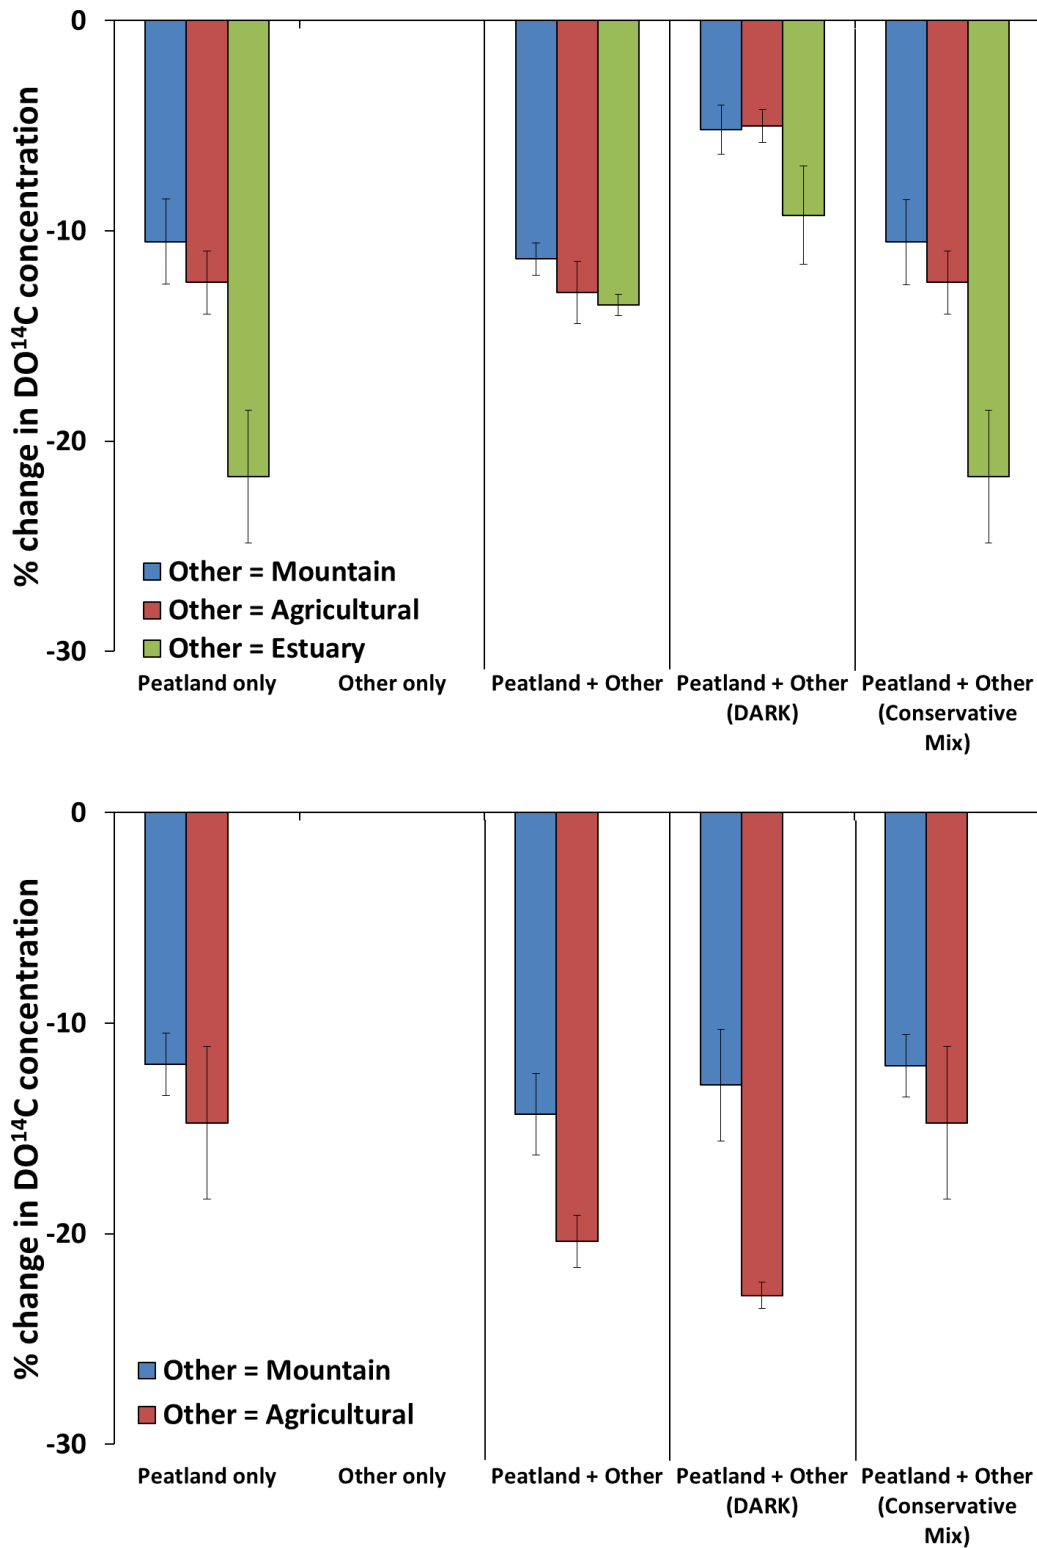 0
-10
-20
-30
% change in DO¹⁴C concentration
Other = Mountain
Other = Agricultural
Other = Estuary
Peatland only
Other only
Peatland + Other
Peatland + Other
(DARK)
Peatland + Other
(Conservative
Mix)
0
-10
-20
-30
% change in DO¹⁴C concentration
Other = Mountain
Other = Agricultural
Peatland only
Other only
Peatland + Other
Peatland + Other
(DARK)
Peatland + Other
(Conservative
Mix)